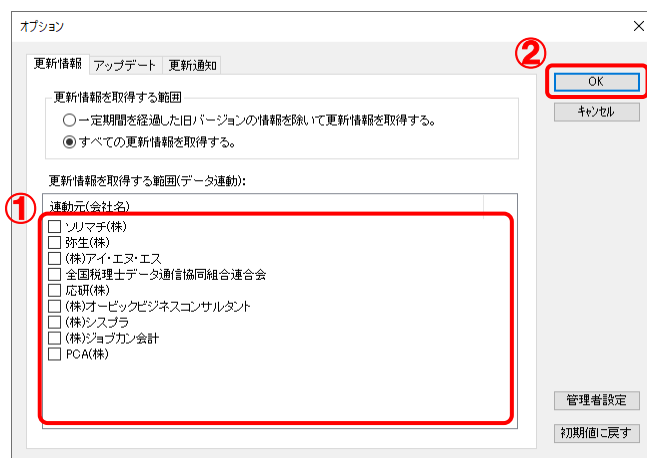 オプション
②
更新情報 アップデート 更新通知
OK
更新情報を取得する範囲
キャンセル
一定期間を経過した旧バージョンの情報を除いて更新情報を取得する。
すべての更新情報を取得する。
更新情報を取得する範囲(データ連動):
①
連動元(会社名)
ソリマチ(株)
弥生(株)
(株)アイ・エヌ・エス
全国税理士データ通信協同組合連合会
応研(株)
(株)オービックビジネスコンサルタント
(株)シスプラ
(株)ジョブカン会計
PCA(株)
管理者設定
初期値に戻す